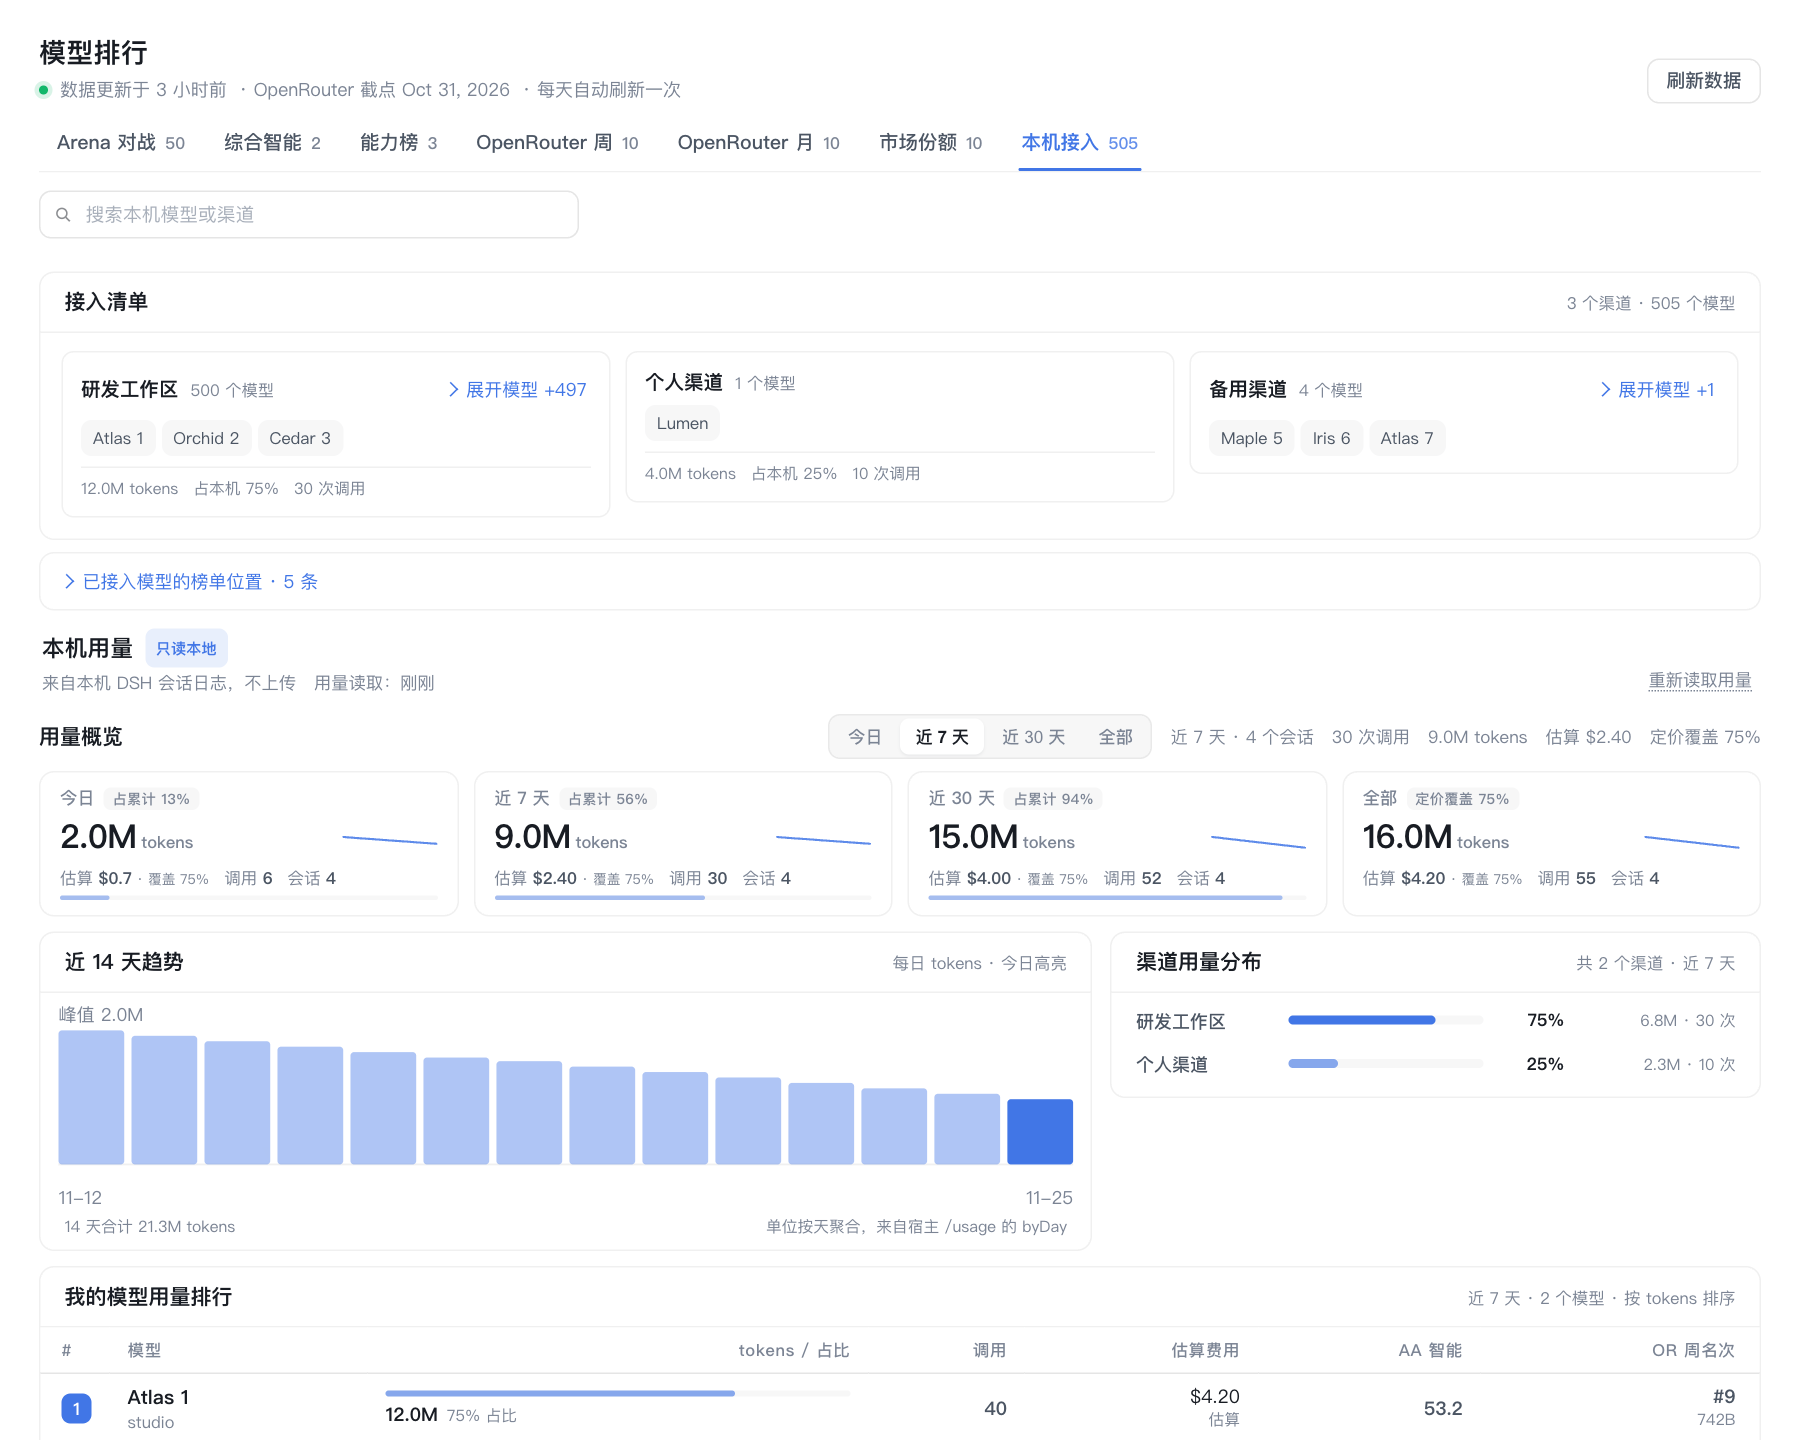 模型排行
数据更新于 3 小时前 · OpenRouter 截点 Oct 31, 2026 · 每天自动刷新一次
刷新数据
Arena 对战 50 综合智能 2 能力榜 3 OpenRouter 周 10 OpenRouter 月 10 市场份额 10 本机接入 505
搜索本机模型或渠道
接入清单
3 个渠道 · 505 个模型
研发工作区 500 个模型
展开模型 +497
Atlas 1 Orchid 2 Cedar 3
12.0M tokens 占本机 75% 30 次调用
个人渠道 1 个模型
Lumen
4.0M tokens 占本机 25% 10 次调用
备用渠道 4 个模型
展开模型 +1
Maple 5 Iris 6 Atlas 7
已接入模型的榜单位置 · 5 条
本机用量 只读本地
来自本机 DSH 会话日志，不上传 用量读取：刚刚
重新读取用量
用量概览
今日 近 7 天 近 30 天 全部
近 7 天 · 4 个会话 30 次调用 9.0M tokens 估算 $2.40 定价覆盖 75%
今日 占累计 13%
2.0M tokens
估算 $0.7 · 覆盖 75% 调用 6 会话 4
近 7 天 占累计 56%
9.0M tokens
估算 $2.40 · 覆盖 75% 调用 30 会话 4
近 30 天 占累计 94%
15.0M tokens
估算 $4.00 · 覆盖 75% 调用 52 会话 4
全部 定价覆盖 75%
16.0M tokens
估算 $4.20 · 覆盖 75% 调用 55 会话 4
近 14 天趋势
每日 tokens · 今日高亮
峰值 2.0M
11-12
11-25
14 天合计 21.3M tokens
单位按天聚合，来自宿主 /usage 的 byDay
渠道用量分布
共 2 个渠道 · 近 7 天
研发工作区 75% 6.8M · 30 次
个人渠道 25% 2.3M · 10 次
我的模型用量排行
近 7 天 · 2 个模型 · 按 tokens 排序
# 模型 tokens / 占比 调用 估算费用 AA 智能 OR 周名次
1 Atlas 1 12.0M 75% 占比 40 $4.20 53.2 #9
studio 估算 742B